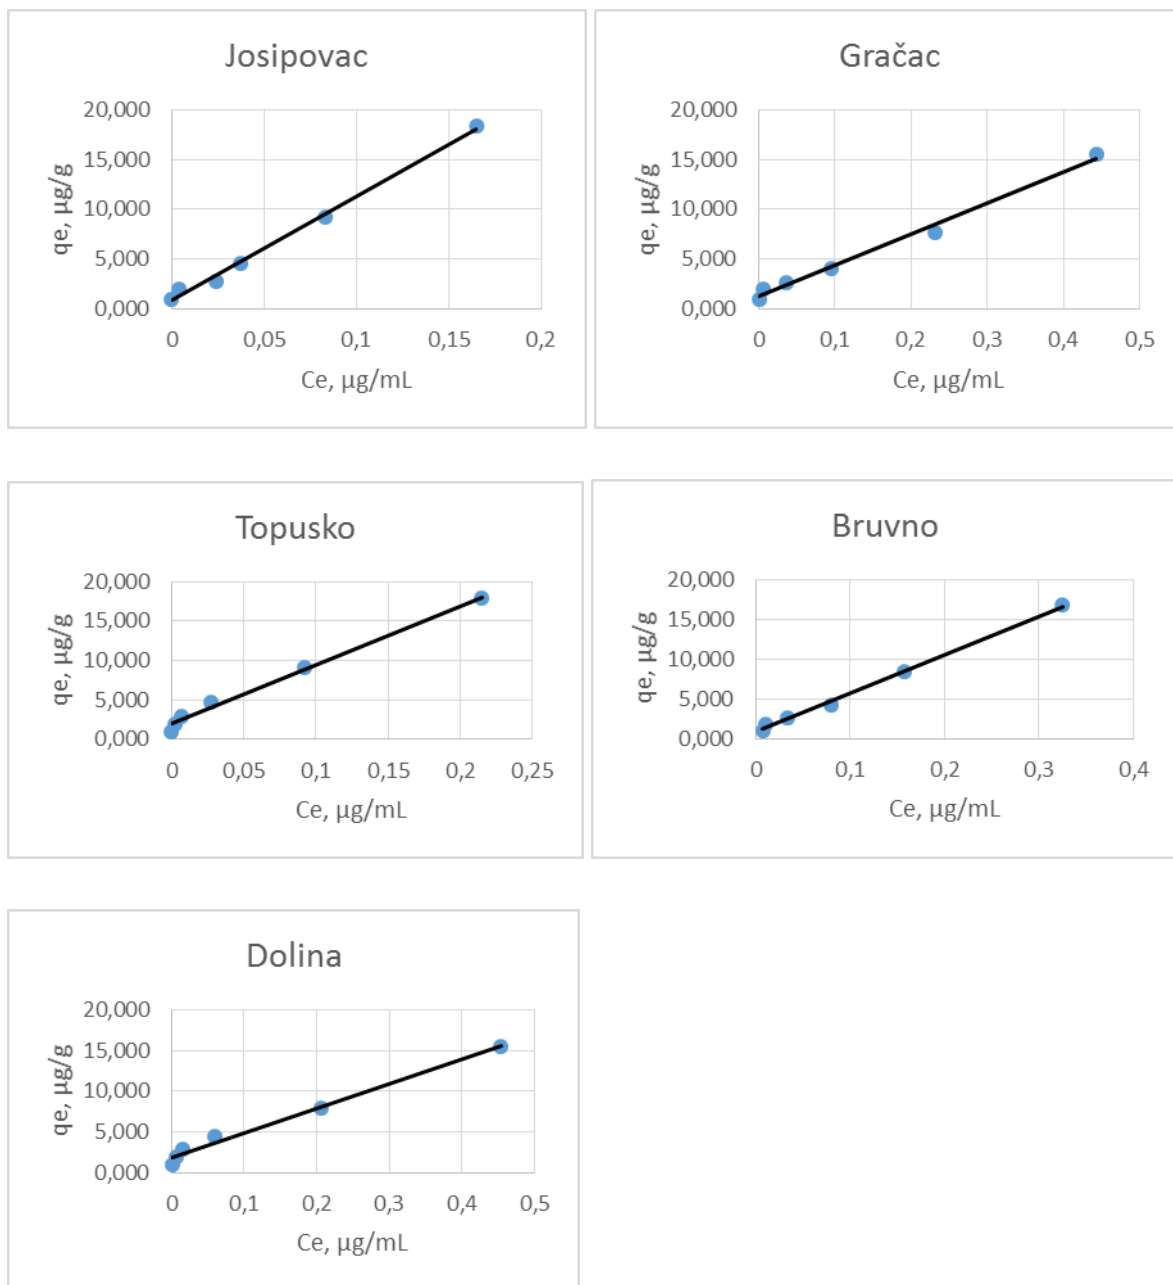 Josipovac
20,000
15,000
10,000
5,000
0,000
qe, µg/g
0 0,05 0,1 0,15 0,2
Ce, µg/mL
Gračac
20,000
15,000
10,000
5,000
0,000
qe, µg/g
0 0,1 0,2 0,3 0,4 0,5
Ce, µg/mL
Topusko
20,000
15,000
10,000
5,000
0,000
qe, µg/g
0 0,05 0,1 0,15 0,2 0,25
Ce, µg/mL
Bruvno
20,000
15,000
10,000
5,000
0,000
qe, µg/g
0 0,1 0,2 0,3 0,4
Ce, µg/mL
Dolina
20,000
15,000
10,000
5,000
0,000
qe, µg/g
0 0,1 0,2 0,3 0,4 0,5
Ce, µg/mL